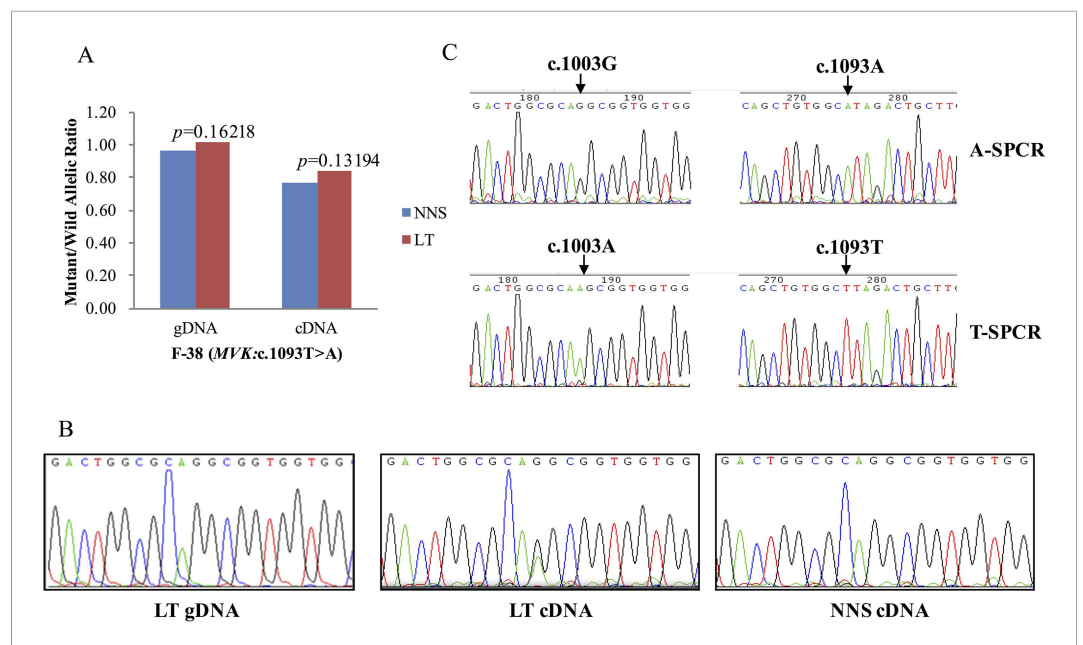 A
1.20
1.00
0.80
0.60
0.40
0.20
0.00
Mutant/Wild Allelic Ratio
p=0.16218
p=0.13194
gDNA
cDNA
F-38 (MVK:c.1093T>A)
NNS
LT
C
c.1003G
c.1093A
180 190
270 280
GACTGGCGCAGGCGGTGGTGG
CAGCTGTGGCATAGACTGCTT
A-SPCR
c.1003A
c.1093T
180 190
270 280
GACTGGCGCAAGCGGTGGTGG
CAGCTGTGGCTTAGACTGCTT
T-SPCR
B
GACTGGCGCAGGCGGTGGTGG
GACTGGCGCAGGCGGTGGTGG
GACTGGCGCAGGCGGTGGTGG
LT gDNA
LT cDNA
NNS cDNA